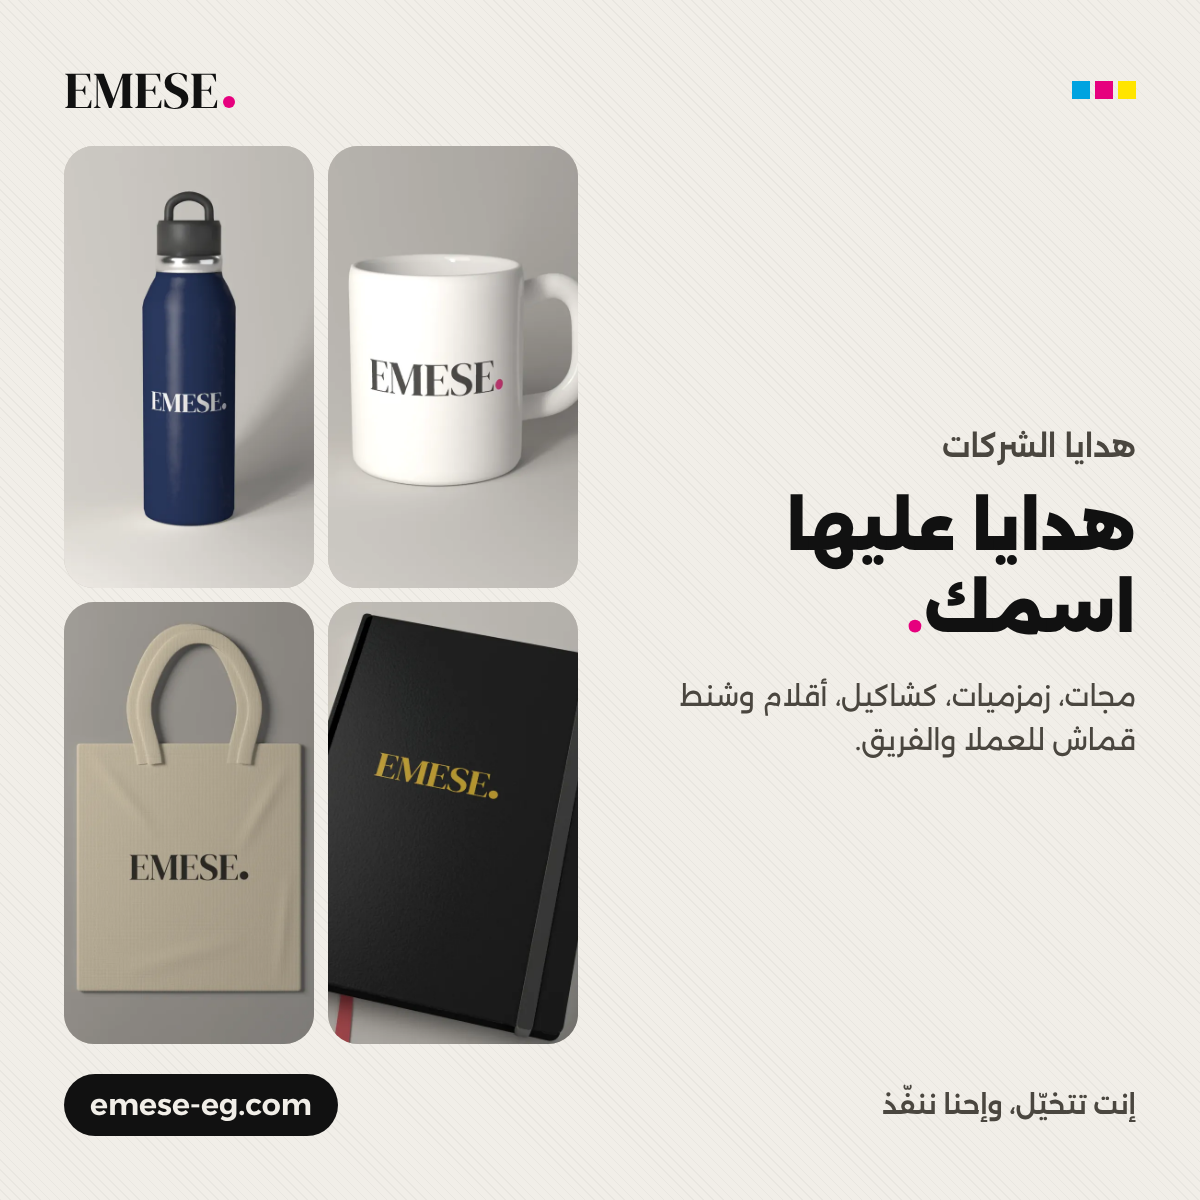 EMESE.
EMESE.
EMESE.
EMESE.
EMESE.
هدايا الشركات
هدايا عليها
اسمك.
مجات، زمزميات، كشاكيل، أقلام وشنط
قماش للعملا والفريق.
emese-eg.com
إنت تتخيّل، وإحنا ننفّذ